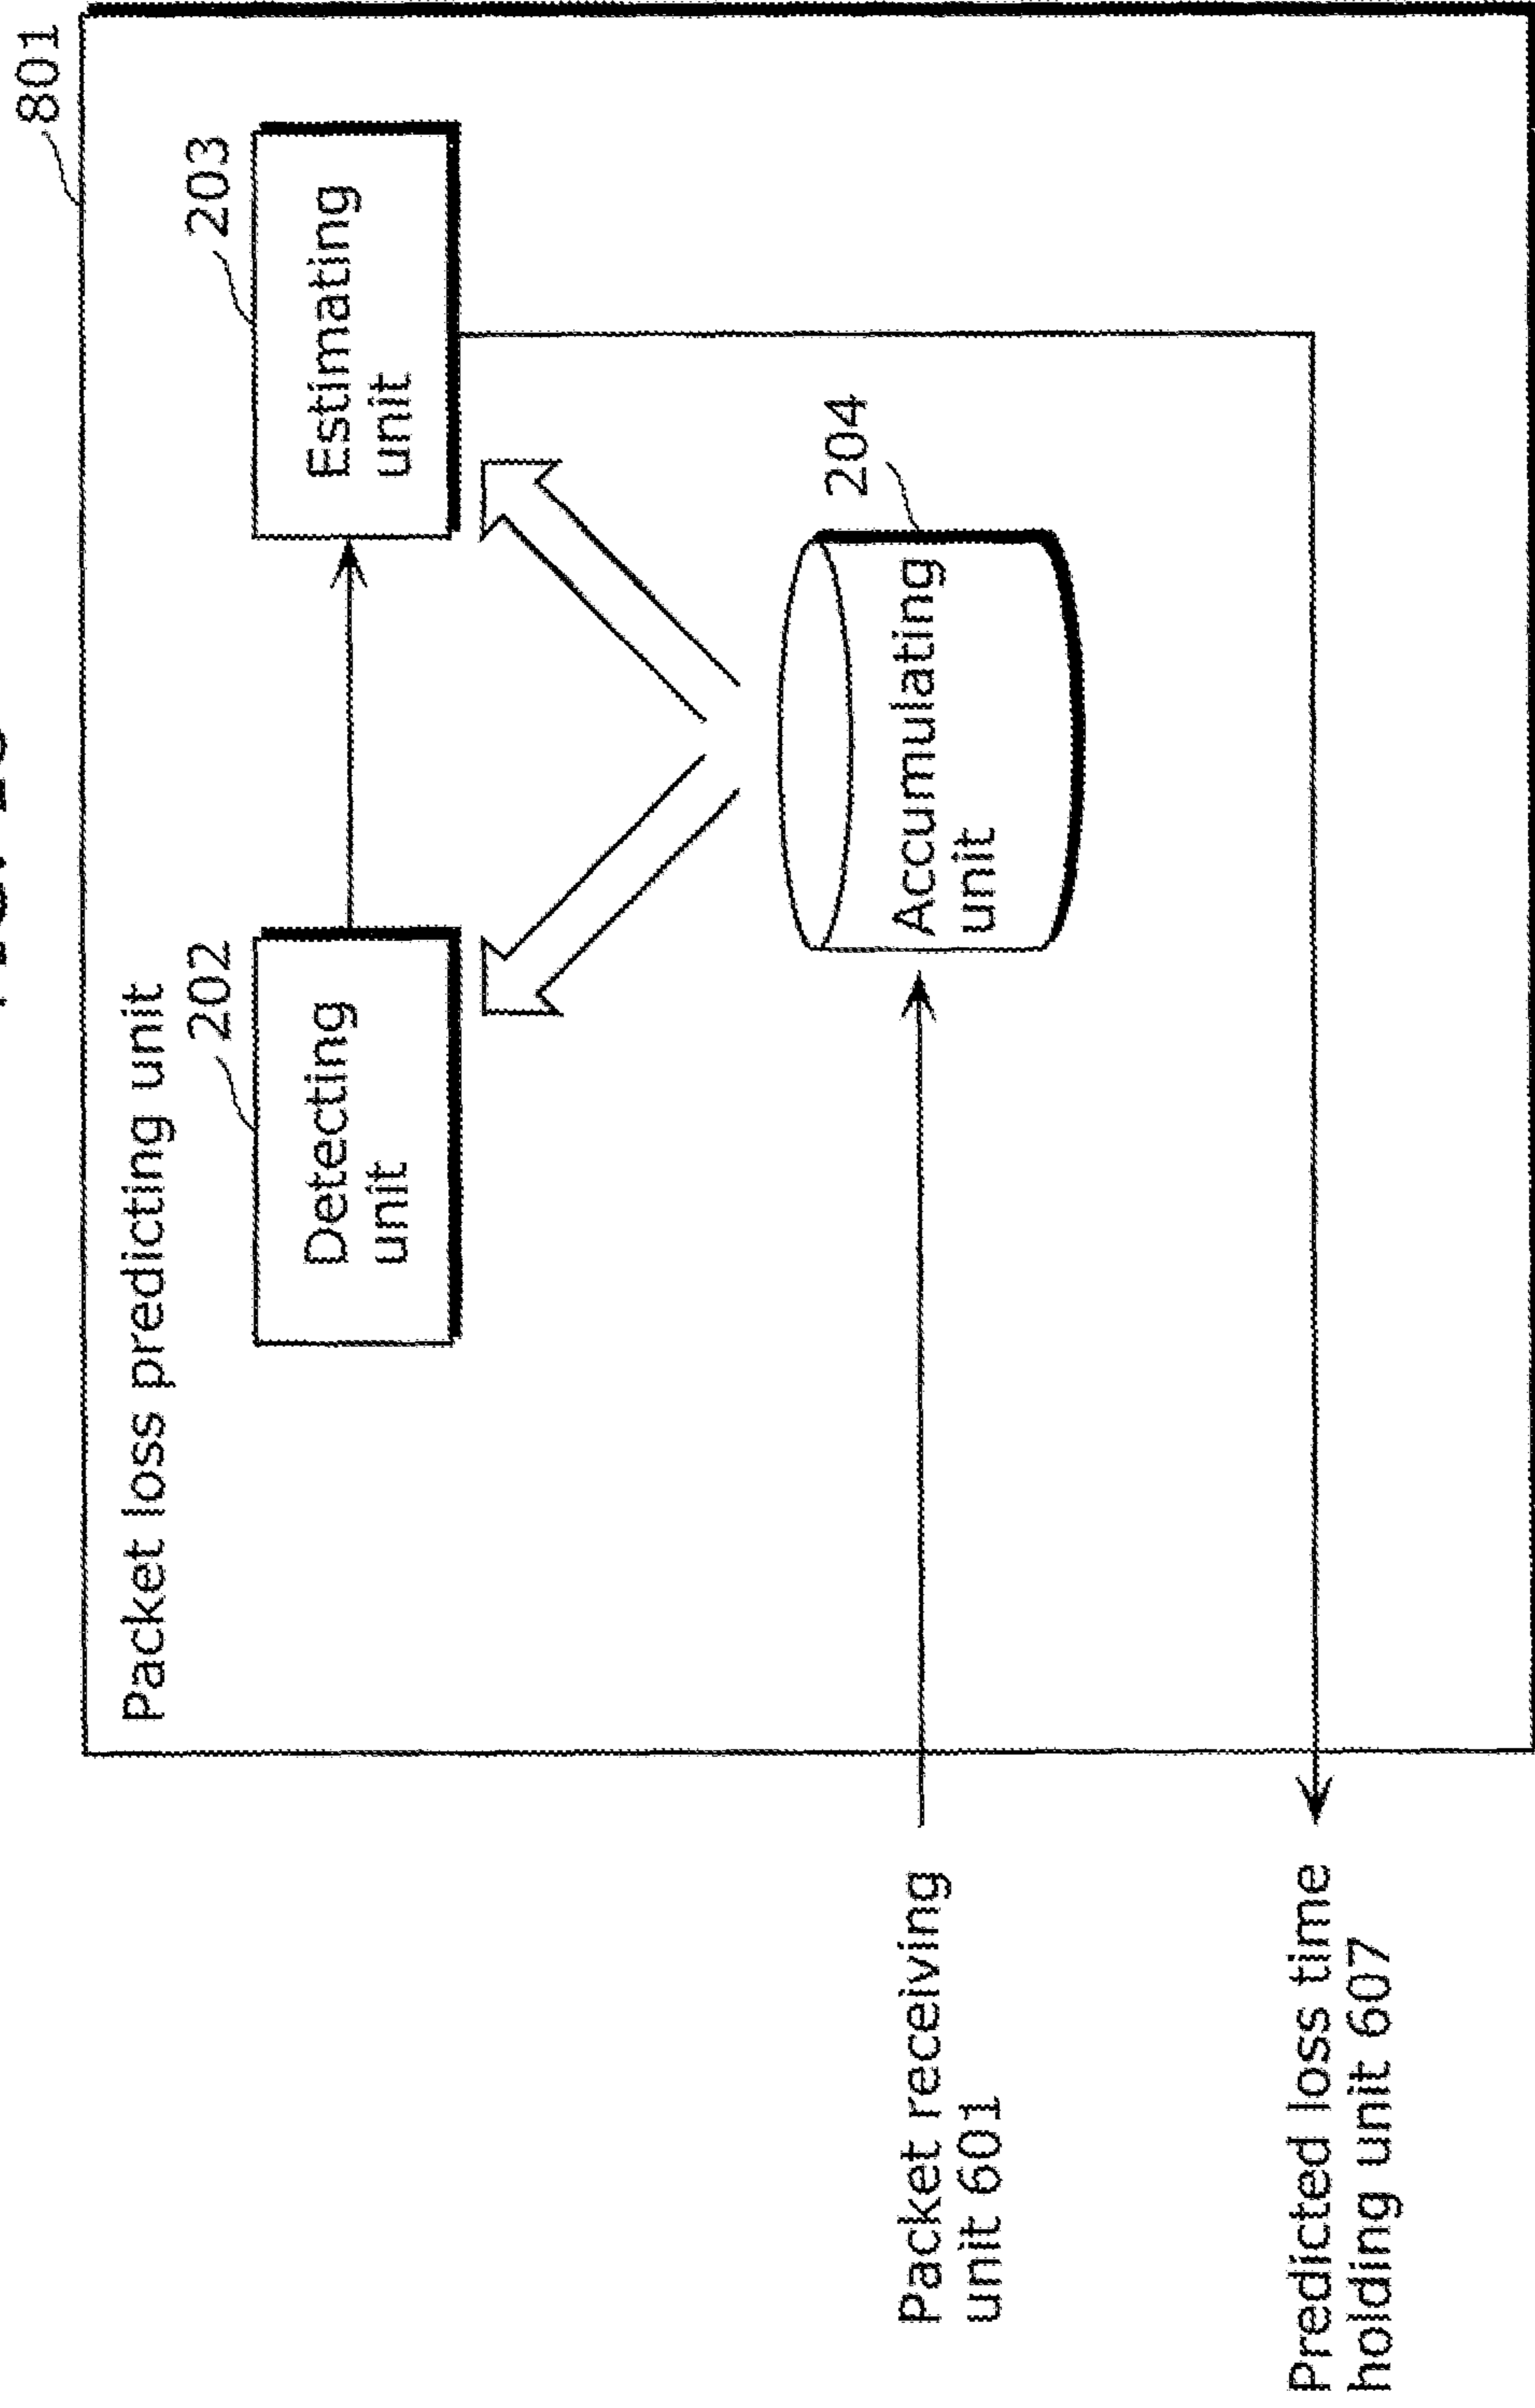 801
Packet loss predicting unit
202
203
Detecting
unit
Estimating
unit
204
Accumulating
unit
Packet receiving
unit 601
Predicted loss time
holding unit 607